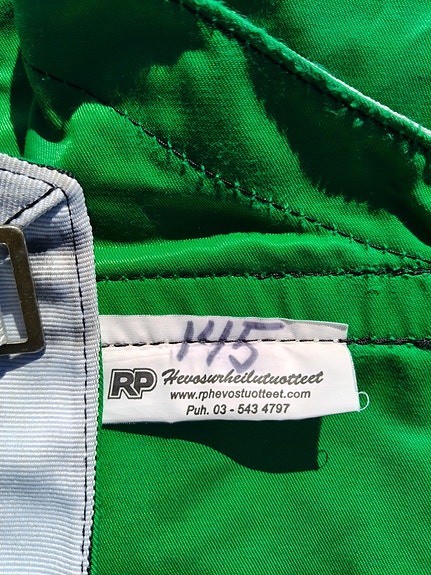 145
RP Hevosurheilutuotteet
www.rphevostuotteet.com
Puh. 03 - 543 4797